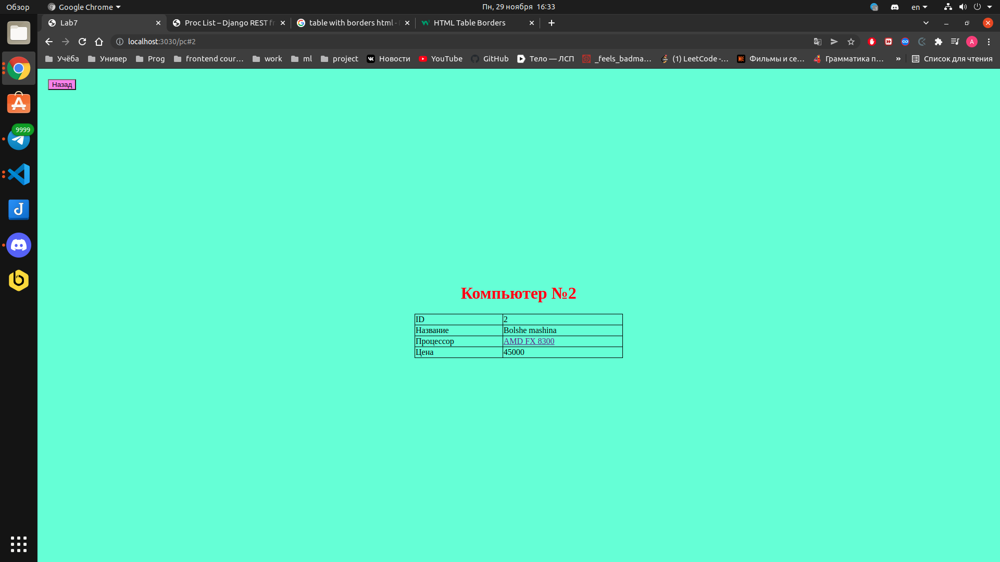 Обзор
Google Chrome
Пн, 29 ноября 16:33
en
Lab7
Proc List – Django REST fr
table with borders html -
HTML Table Borders
localhost:3030/pc#2
A
Учёба
Универ
Prog
frontend cour…
work
ml
project
Новости
YouTube
GitHub
Тело — ЛСП
_feels_badma…
(1) LeetCode -…
Фильмы и се…
Грамматика п…
»
Список для чтения
9999
Назад
Компьютер №2
ID 2
Название Bolshe mashina
Процессор AMD FX 8300
Цена 45000